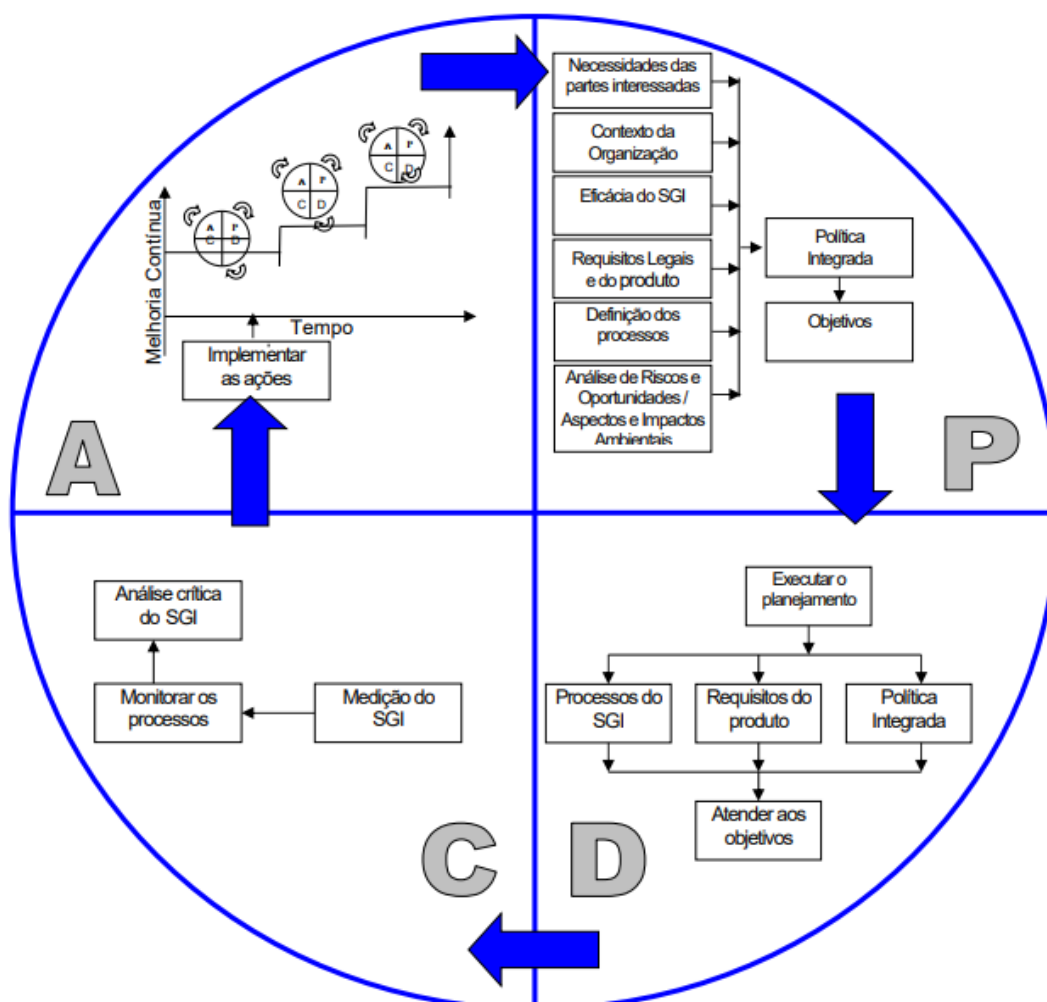 Necessidades das
partes interessadas
Contexto da
Organização
Eficácia do SGI
Requisitos Legais
e do produto
Definição dos
processos
Análise de Riscos e
Oportunidades /
Aspectos e Impactos
Ambientais
Política
Integrada
Objetivos
P
Executar o
planejamento
Processos do
SGI
Requisitos do
produto
Política
Integrada
Atender aos
objetivos
D
Medição do
SGI
Monitorar os
processos
Análise crítica
do SGI
C
Implementar
as ações
Melhoria Contínua
Tempo
A P
C D
A P
C D
A P
C D
A